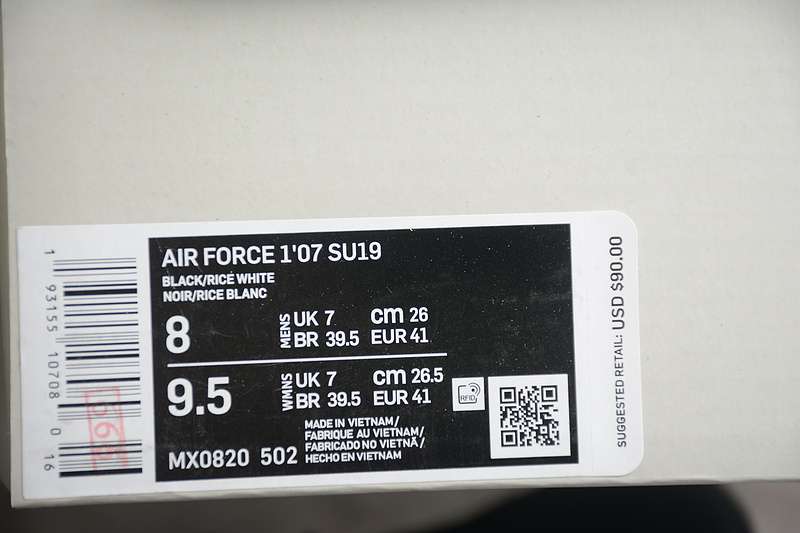 AIR FORCE 1'07 SU19
BLACK/RICE WHITE
NOIR/RICE BLANC
8 MENS UK 7 cm 26
BR 39.5 EUR 41
9.5 WMNS UK 7 cm 26.5
BR 39.5 EUR 41
RFID
MADE IN VIETNAM/
FABRIQUE AU VIETNAM/
FABRICADO NO VIETNÃ/
HECHO EN VIETNAM
MX0820 502
1 93155 10708 0 16
SUGGESTED RETAIL: USD $90.00